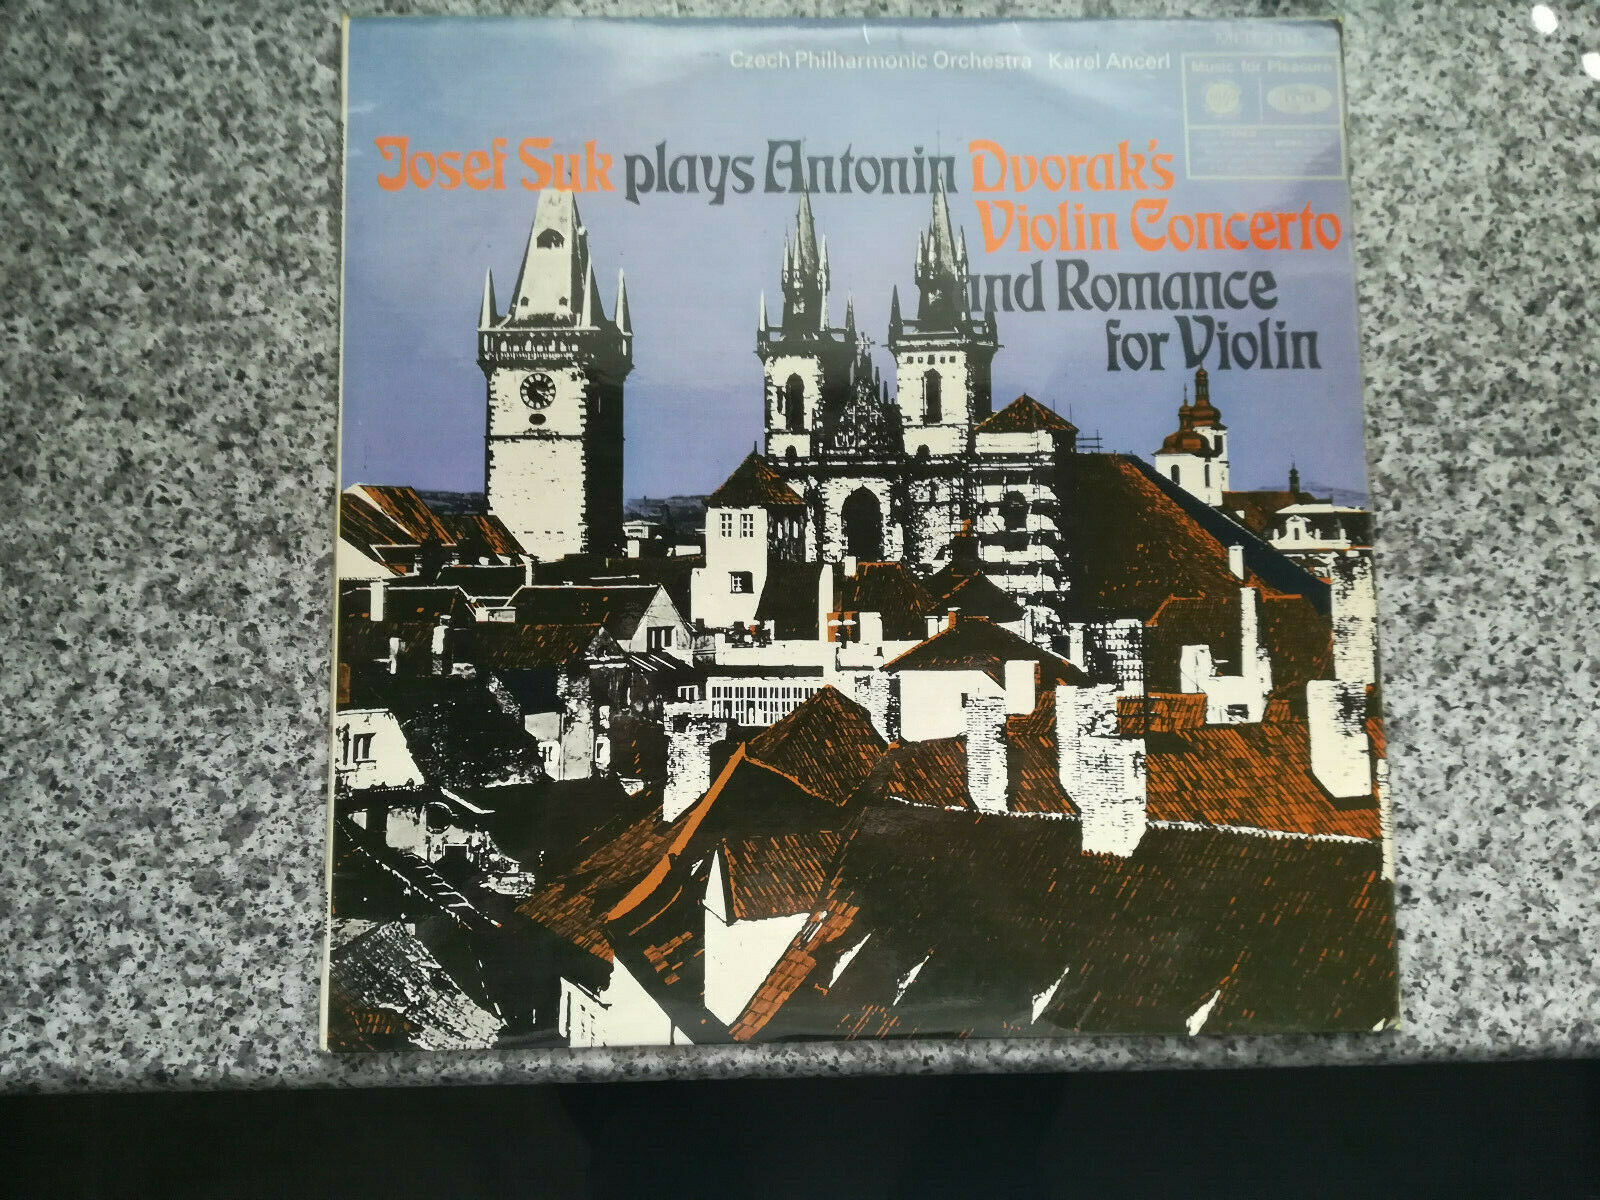 Czech Philharmonic Orchestra Karel Ancerl
Music for Pleasure
STEREO
Josef Suk plays Antonin Dvorak's
Violin Concerto
and Romance
for Violin